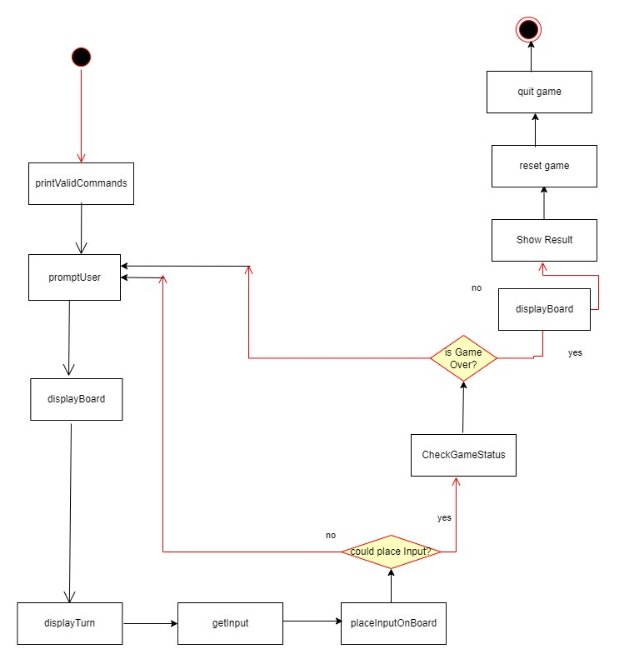 quit game
reset game
printValidCommands
Show Result
promptUser
no
displayBoard
is Game
Over?
yes
displayBoard
CheckGameStatus
yes
no
could place Input?
displayTurn
getInput
placeInputOnBoard